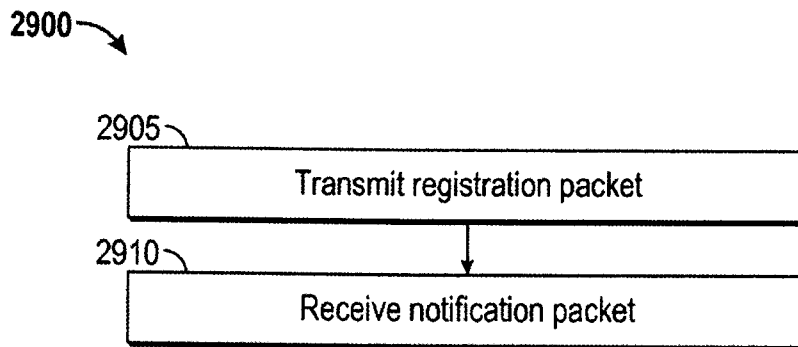 2900
2905
Transmit registration packet
2910
Receive notification packet